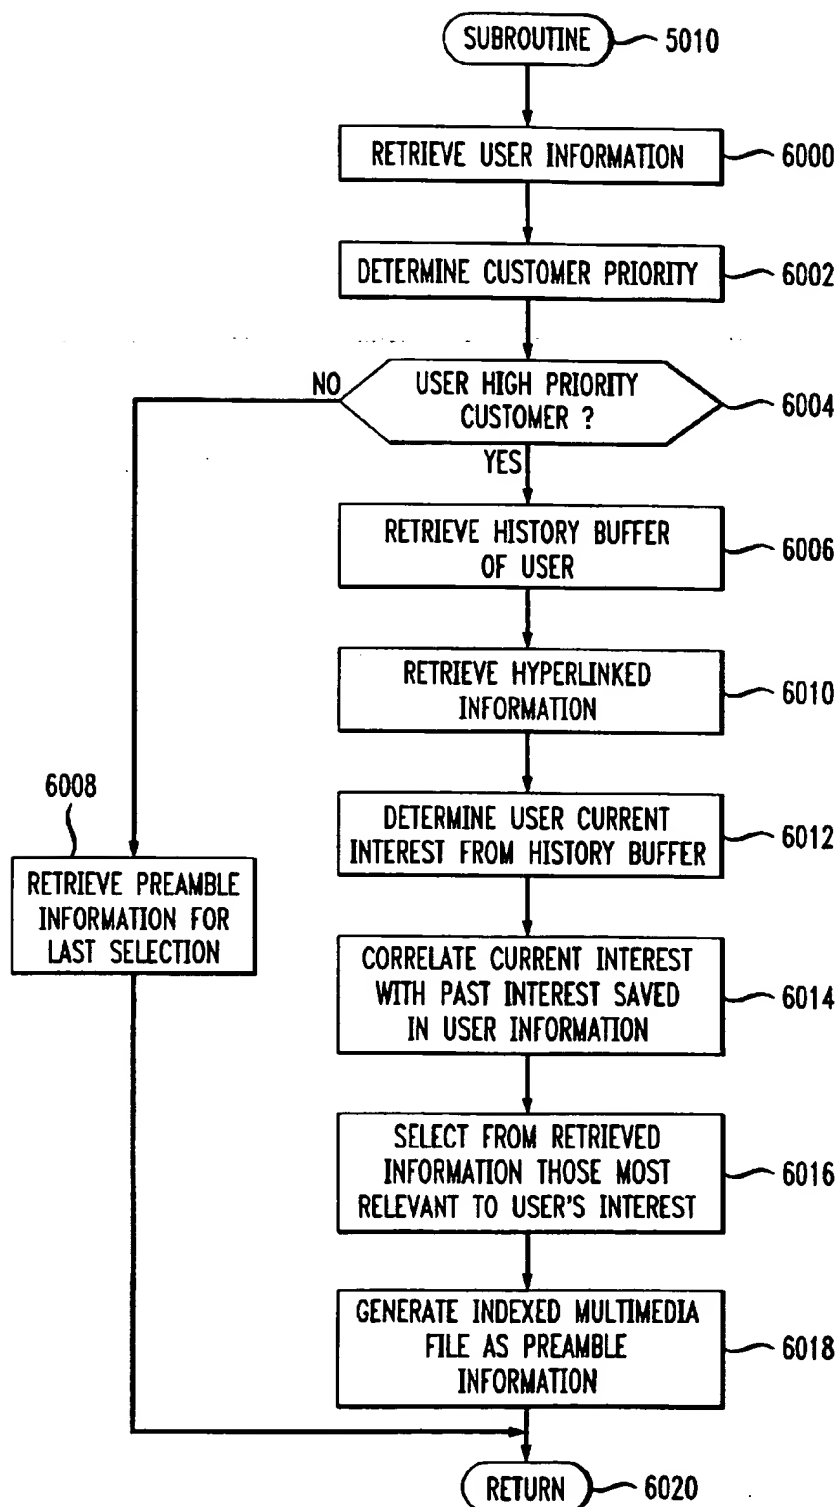 SUBROUTINE 5010
RETRIEVE USER INFORMATION 6000
DETERMINE CUSTOMER PRIORITY 6002
NO
USER HIGH PRIORITY
CUSTOMER ? 6004
YES
RETRIEVE HISTORY BUFFER
OF USER 6006
RETRIEVE HYPERLINKED
INFORMATION 6010
DETERMINE USER CURRENT
INTEREST FROM HISTORY BUFFER 6012
6008
RETRIEVE PREAMBLE
INFORMATION FOR
LAST SELECTION
CORRELATE CURRENT INTEREST
WITH PAST INTEREST SAVED
IN USER INFORMATION 6014
SELECT FROM RETRIEVED
INFORMATION THOSE MOST
RELEVANT TO USER'S INTEREST 6016
GENERATE INDEXED MULTIMEDIA
FILE AS PREAMBLE
INFORMATION 6018
RETURN 6020